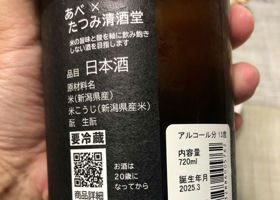 あべ×
たつみ清酒堂
米の旨味と酸を軸に飲み飽き
しない酒を目指します
品目 日本酒
原材料名
米(新潟県産)
米こうじ(新潟県産米)
酛 生酛
要冷蔵
詳細
お酒は
20歳に
なってから
アルコール分 13度
内容量
720ml
誕生年月
2025.3